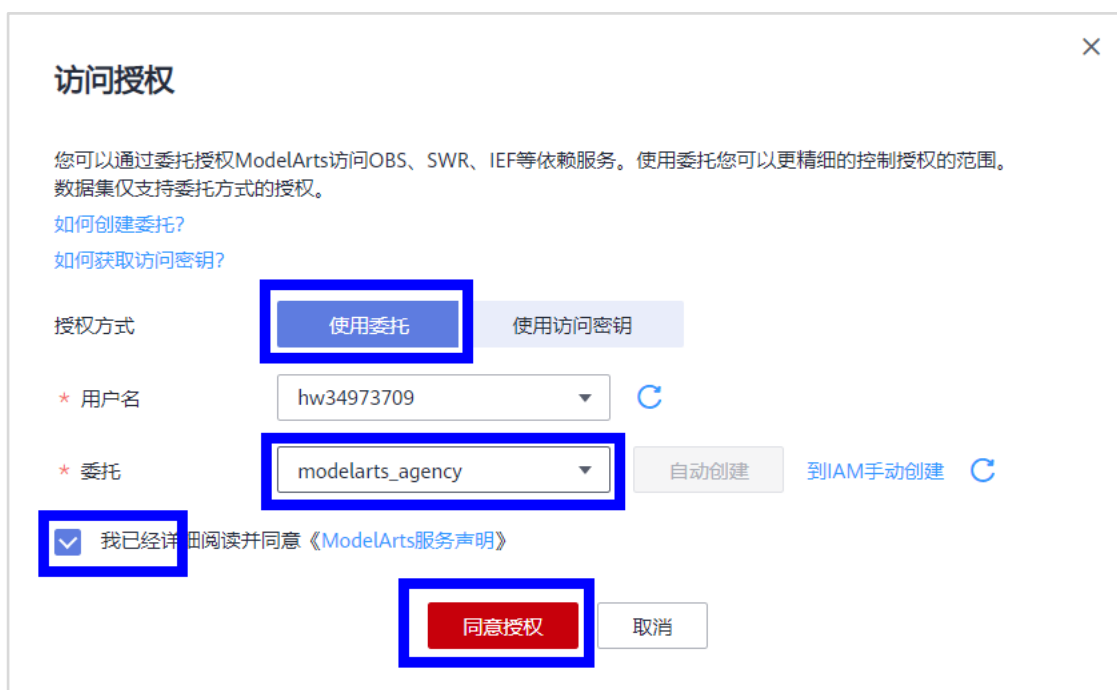 访问授权
您可以通过委托授权ModelArts访问OBS、SWR、IEF等依赖服务。使用委托您可以更精细的控制授权的范围。
数据集仅支持委托方式的授权。
如何创建委托?
如何获取访问密钥?
授权方式 使用委托 使用访问密钥
* 用户名 hw34973709
* 委托 modelarts_agency 自动创建 到IAM手动创建
我已经详细阅读并同意《ModelArts服务声明》
同意授权 取消